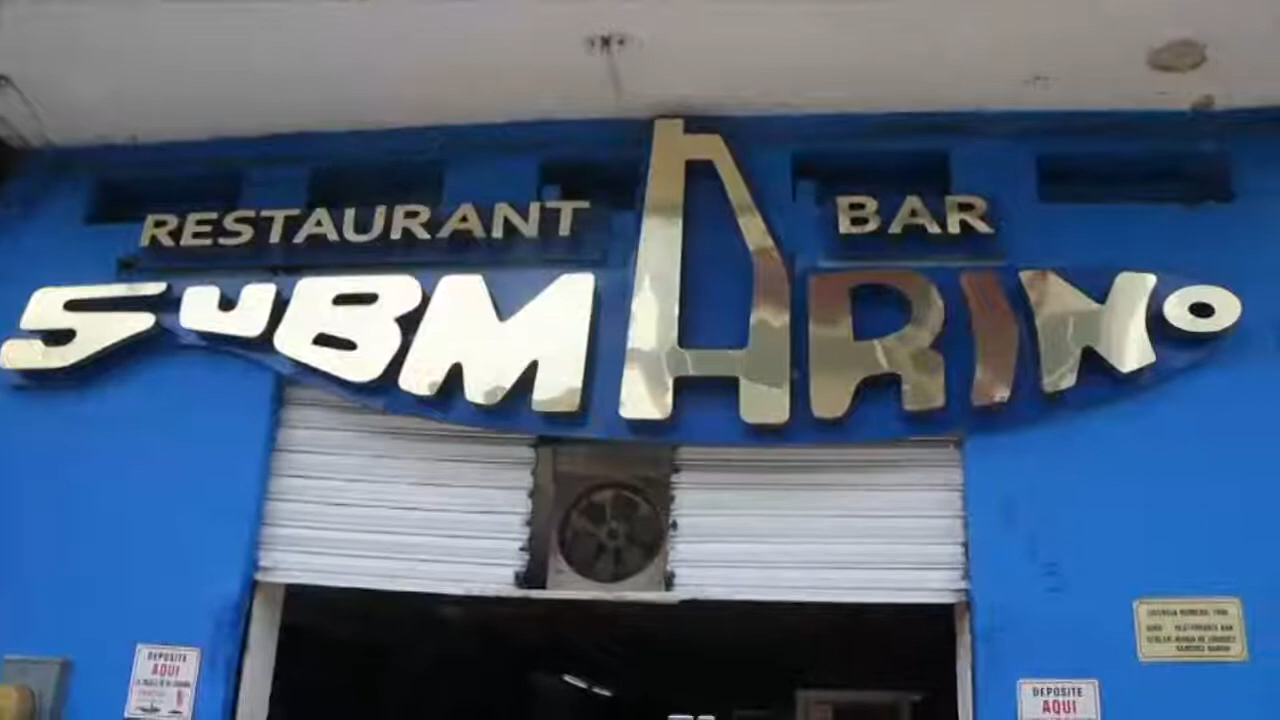 RESTAURANT BAR
SUBMARINO
DEPOSITE
AQUI
DEPOSITE
AQUI